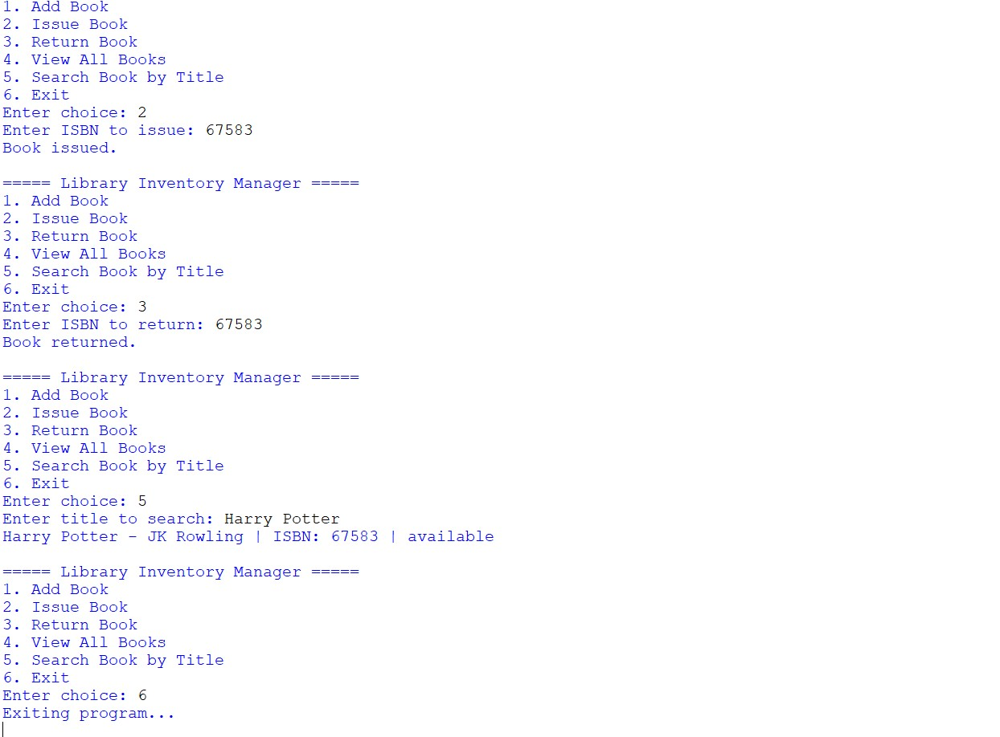 1. Add Book
2. Issue Book
3. Return Book
4. View All Books
5. Search Book by Title
6. Exit
Enter choice: 2
Enter ISBN to issue: 67583
Book issued.
===== Library Inventory Manager =====
1. Add Book
2. Issue Book
3. Return Book
4. View All Books
5. Search Book by Title
6. Exit
Enter choice: 3
Enter ISBN to return: 67583
Book returned.
===== Library Inventory Manager =====
1. Add Book
2. Issue Book
3. Return Book
4. View All Books
5. Search Book by Title
6. Exit
Enter choice: 5
Enter title to search: Harry Potter
Harry Potter - JK Rowling | ISBN: 67583 | available
===== Library Inventory Manager =====
1. Add Book
2. Issue Book
3. Return Book
4. View All Books
5. Search Book by Title
6. Exit
Enter choice: 6
Exiting program...